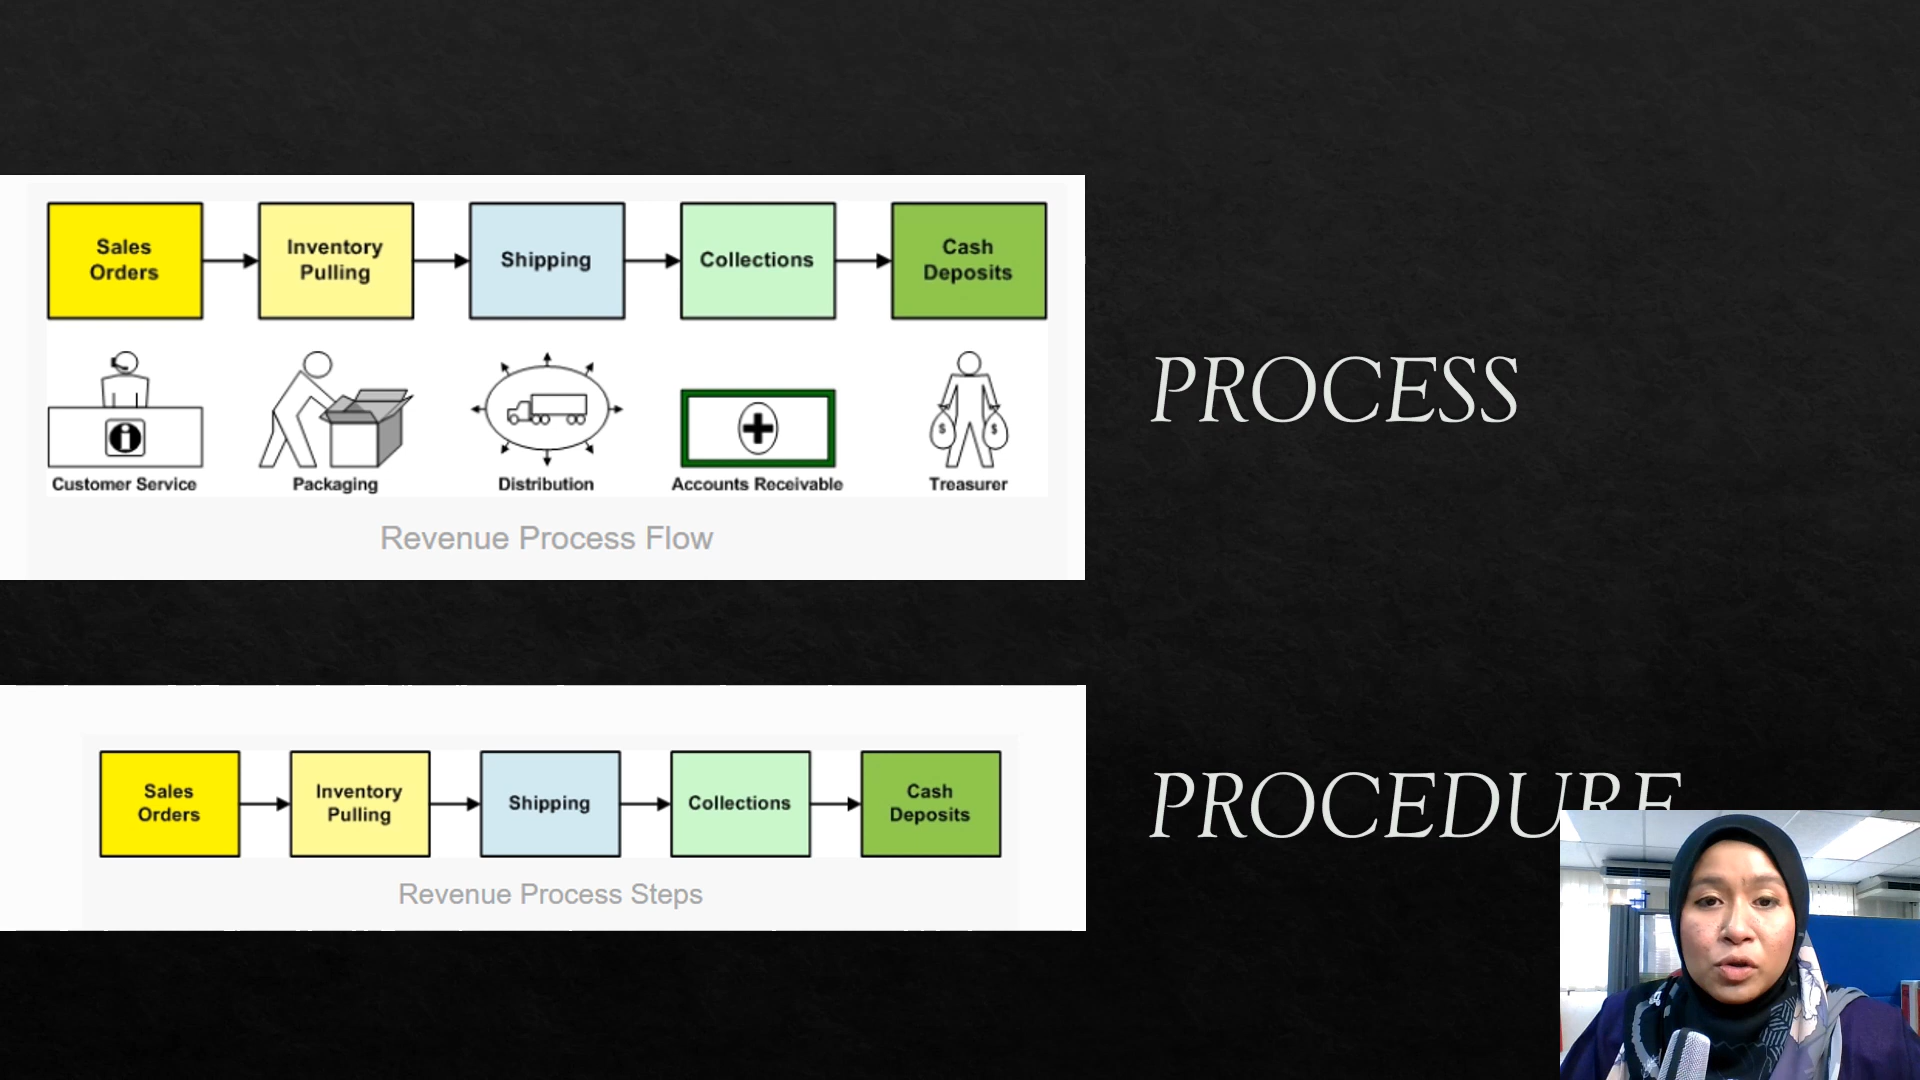 Sales
Orders
Inventory
Pulling
Shipping
Collections
Cash
Deposits
Customer Service
Packaging
Distribution
Accounts Receivable
$
$
Treasurer
Revenue Process Flow
PROCESS
Sales
Orders
Inventory
Pulling
Shipping
Collections
Cash
Deposits
Revenue Process Steps
PROCEDURE